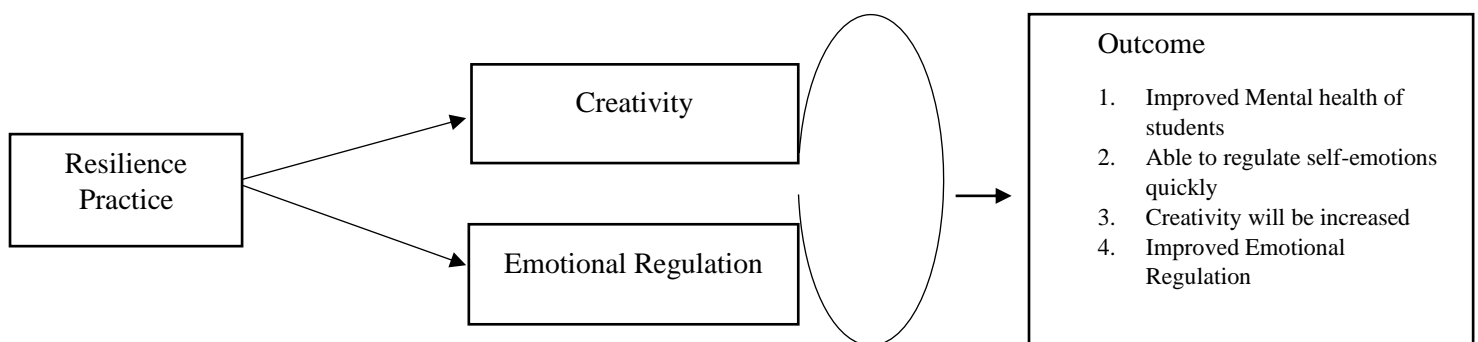 Resilience
Practice
Creativity
Emotional Regulation
Outcome
1. Improved Mental health of
students
2. Able to regulate self-emotions
quickly
3. Creativity will be increased
4. Improved Emotional
Regulation